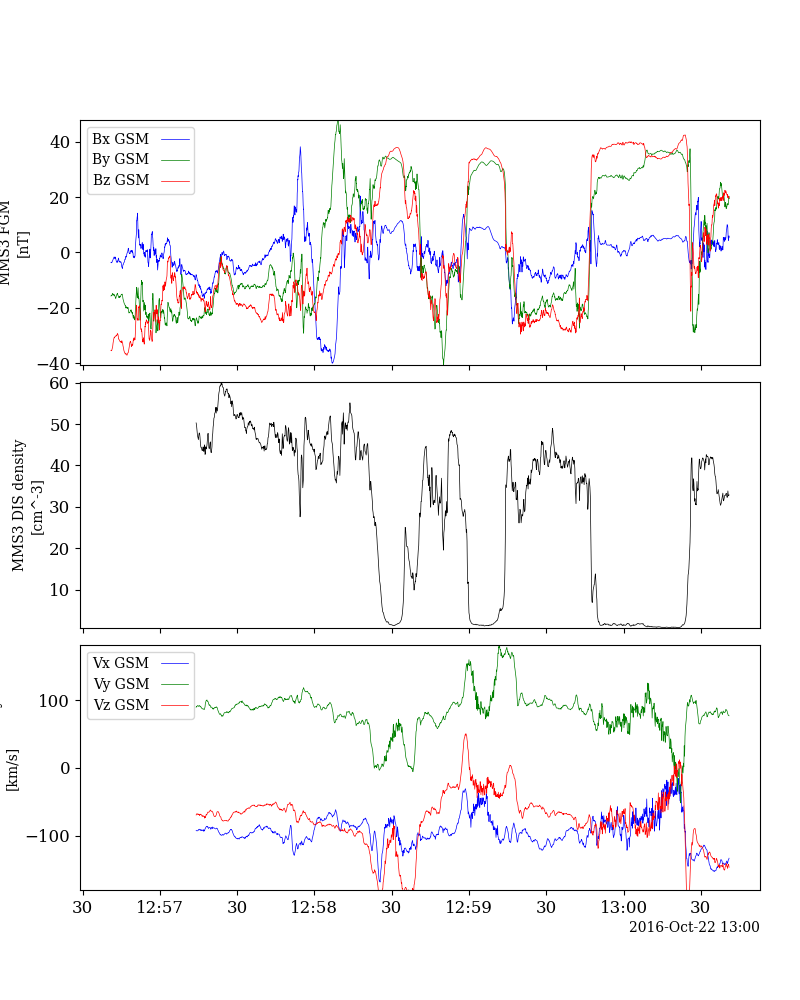 40
20
0
−20
−40
MMS3 FGM
[nT]
Bx GSM
By GSM
Bz GSM
60
50
40
30
20
10
MMS3 DIS density
[cm^-3]
100
0
−100
[km/s]
Vx GSM
Vy GSM
Vz GSM
30 12:57 30 12:58 30 12:59 30 13:00 30
2016-Oct-22 13:00